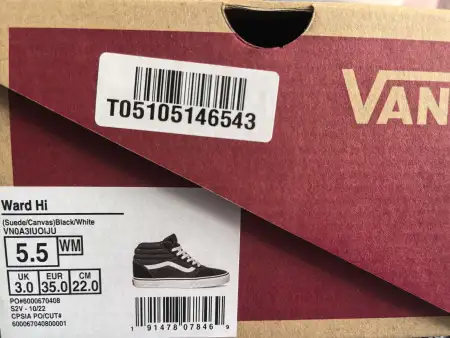 T05105146543
VAN
Ward Hi
(Suede/Canvas)Black/White
VN0A3IUOIJU
5.5 WM
UK EUR CM
3.0 35.0 22.0
PO#6000670408
S2V - 10/22
CPSIA PO/CUT#
600067040800001
1 91478 07846 9